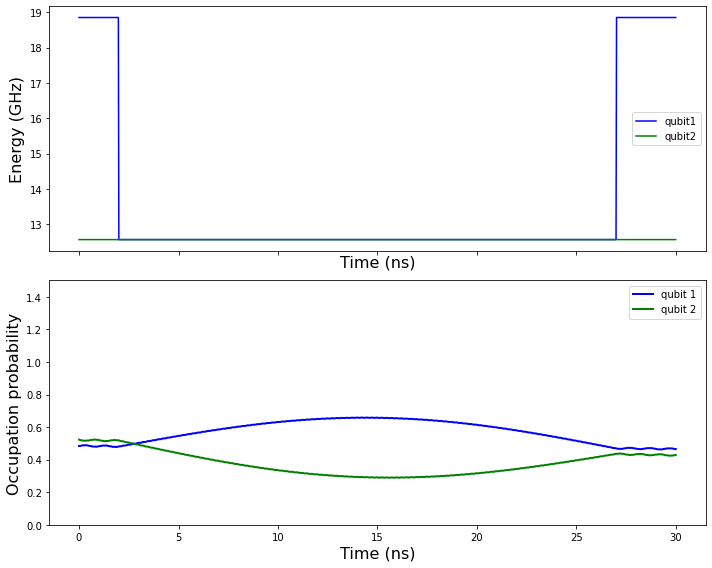 19
18
17
16
15
14
13
Energy (GHz)
qubit1
qubit2
Time (ns)
1.4
1.2
1.0
0.8
0.6
0.4
0.2
0.0
Occupation probability
qubit 1
qubit 2
0 5 10 15 20 25 30
Time (ns)